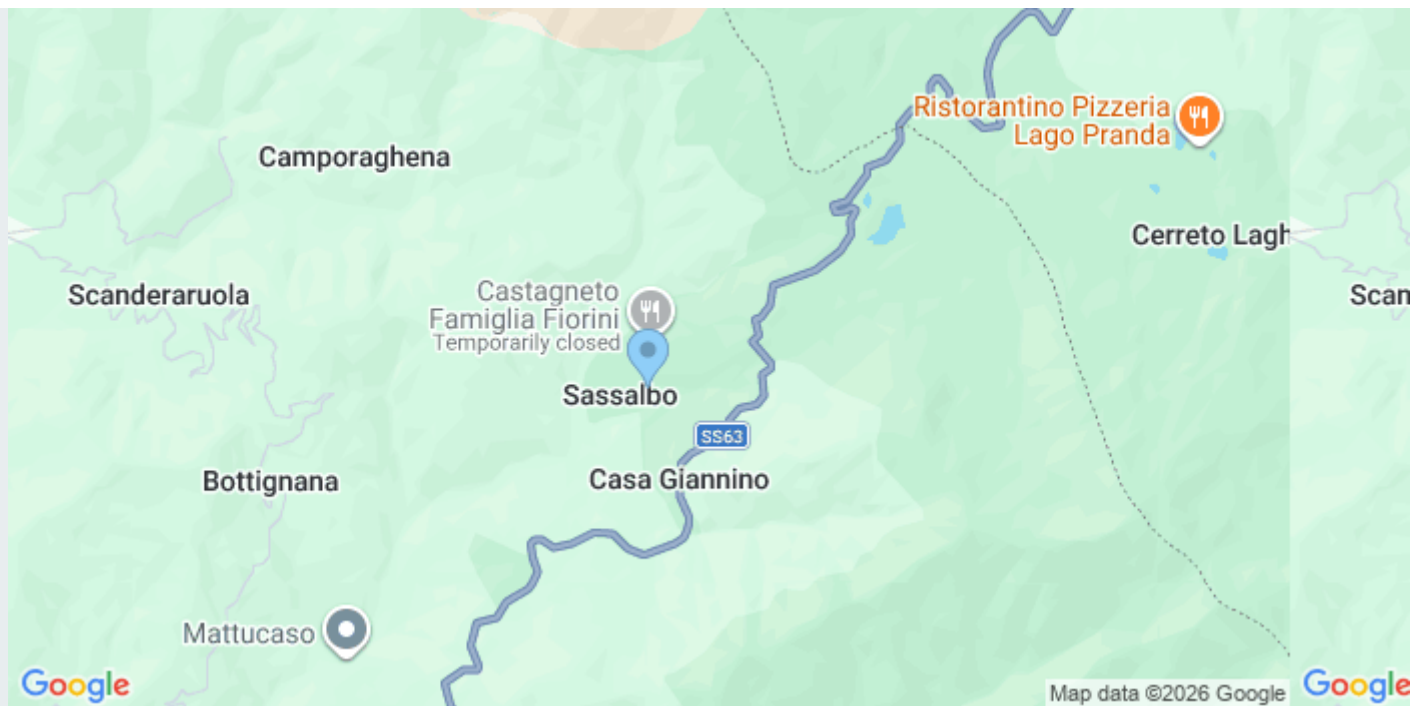 Ristorantino Pizzeria
Lago Pranda
Camporaghena
Cerreto Lagh
Scanderaruola
Scan
Castagneto
Famiglia Fiorini
Temporarily closed
Sassalbo
SS63
Casa Giannino
Bottignana
Mattucaso
Google
Map data ©2026 Google
Google